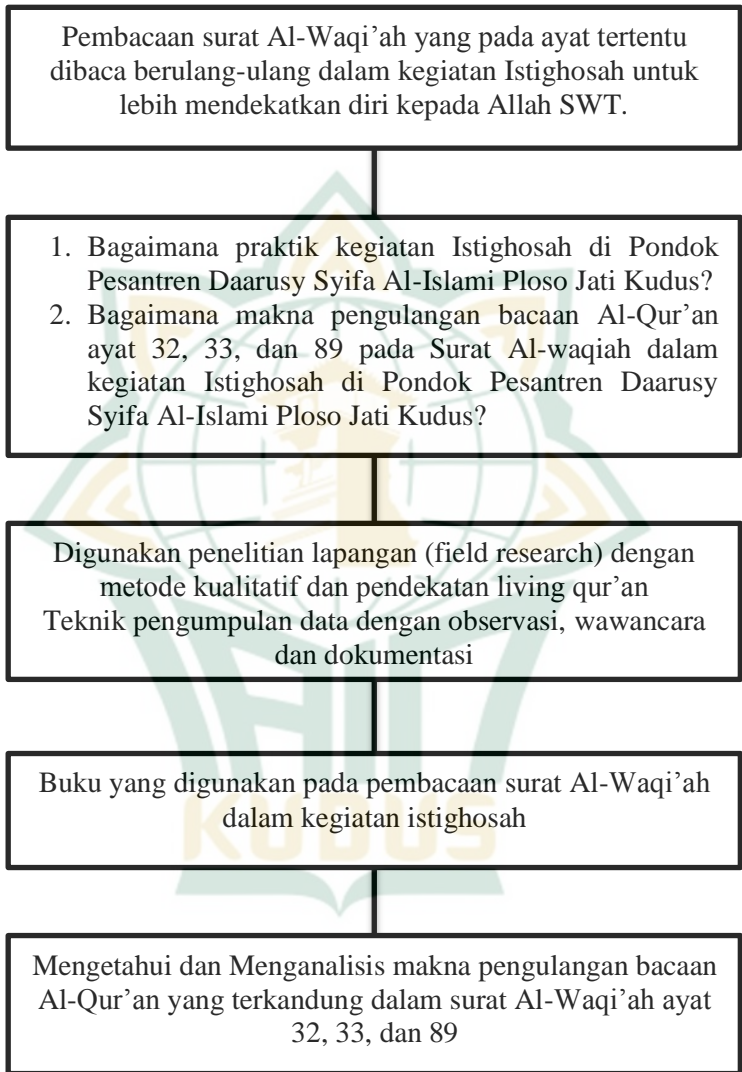 Pembacaan surat Al-Waqi’ah yang pada ayat tertentu
dibaca berulang-ulang dalam kegiatan Istighosah untuk
lebih mendekatkan diri kepada Allah SWT.
1. Bagaimana praktik kegiatan Istighosah di Pondok
Pesantren Daarusy Syifa Al-Islami Ploso Jati Kudus?
2. Bagaimana makna pengulangan bacaan Al-Qur’an
ayat 32, 33, dan 89 pada Surat Al-waqiah dalam
kegiatan Istighosah di Pondok Pesantren Daarusy
Syifa Al-Islami Ploso Jati Kudus?
Digunakan penelitian lapangan (field research) dengan
metode kualitatif dan pendekatan living qur’an
Teknik pengumpulan data dengan observasi, wawancara
dan dokumentasi
Buku yang digunakan pada pembacaan surat Al-Waqi’ah
dalam kegiatan istighosah
KUDUS
Mengetahui dan Menganalisis makna pengulangan bacaan
Al-Qur’an yang terkandung dalam surat Al-Waqi’ah ayat
32, 33, dan 89